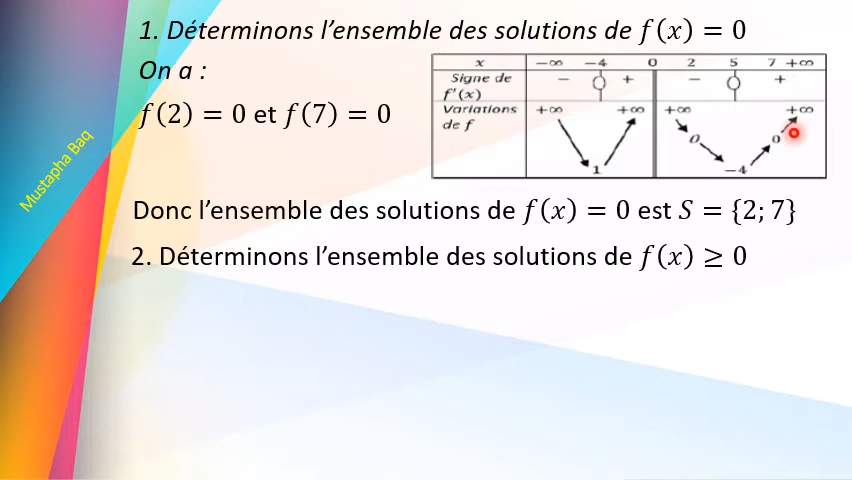 1. Déterminons l'ensemble des solutions de f(x) = 0
On a :
f(2) = 0 et f(7) = 0
x −∞ −4 0 2 5 7 +∞
Signe de f'(x) − + − +
Variations de f +∞ 1 +∞ +∞ 0 −4 0 +∞
Mustapha Baq
Donc l'ensemble des solutions de f(x) = 0 est S = {2; 7}
2. Déterminons l'ensemble des solutions de f(x) ≥ 0